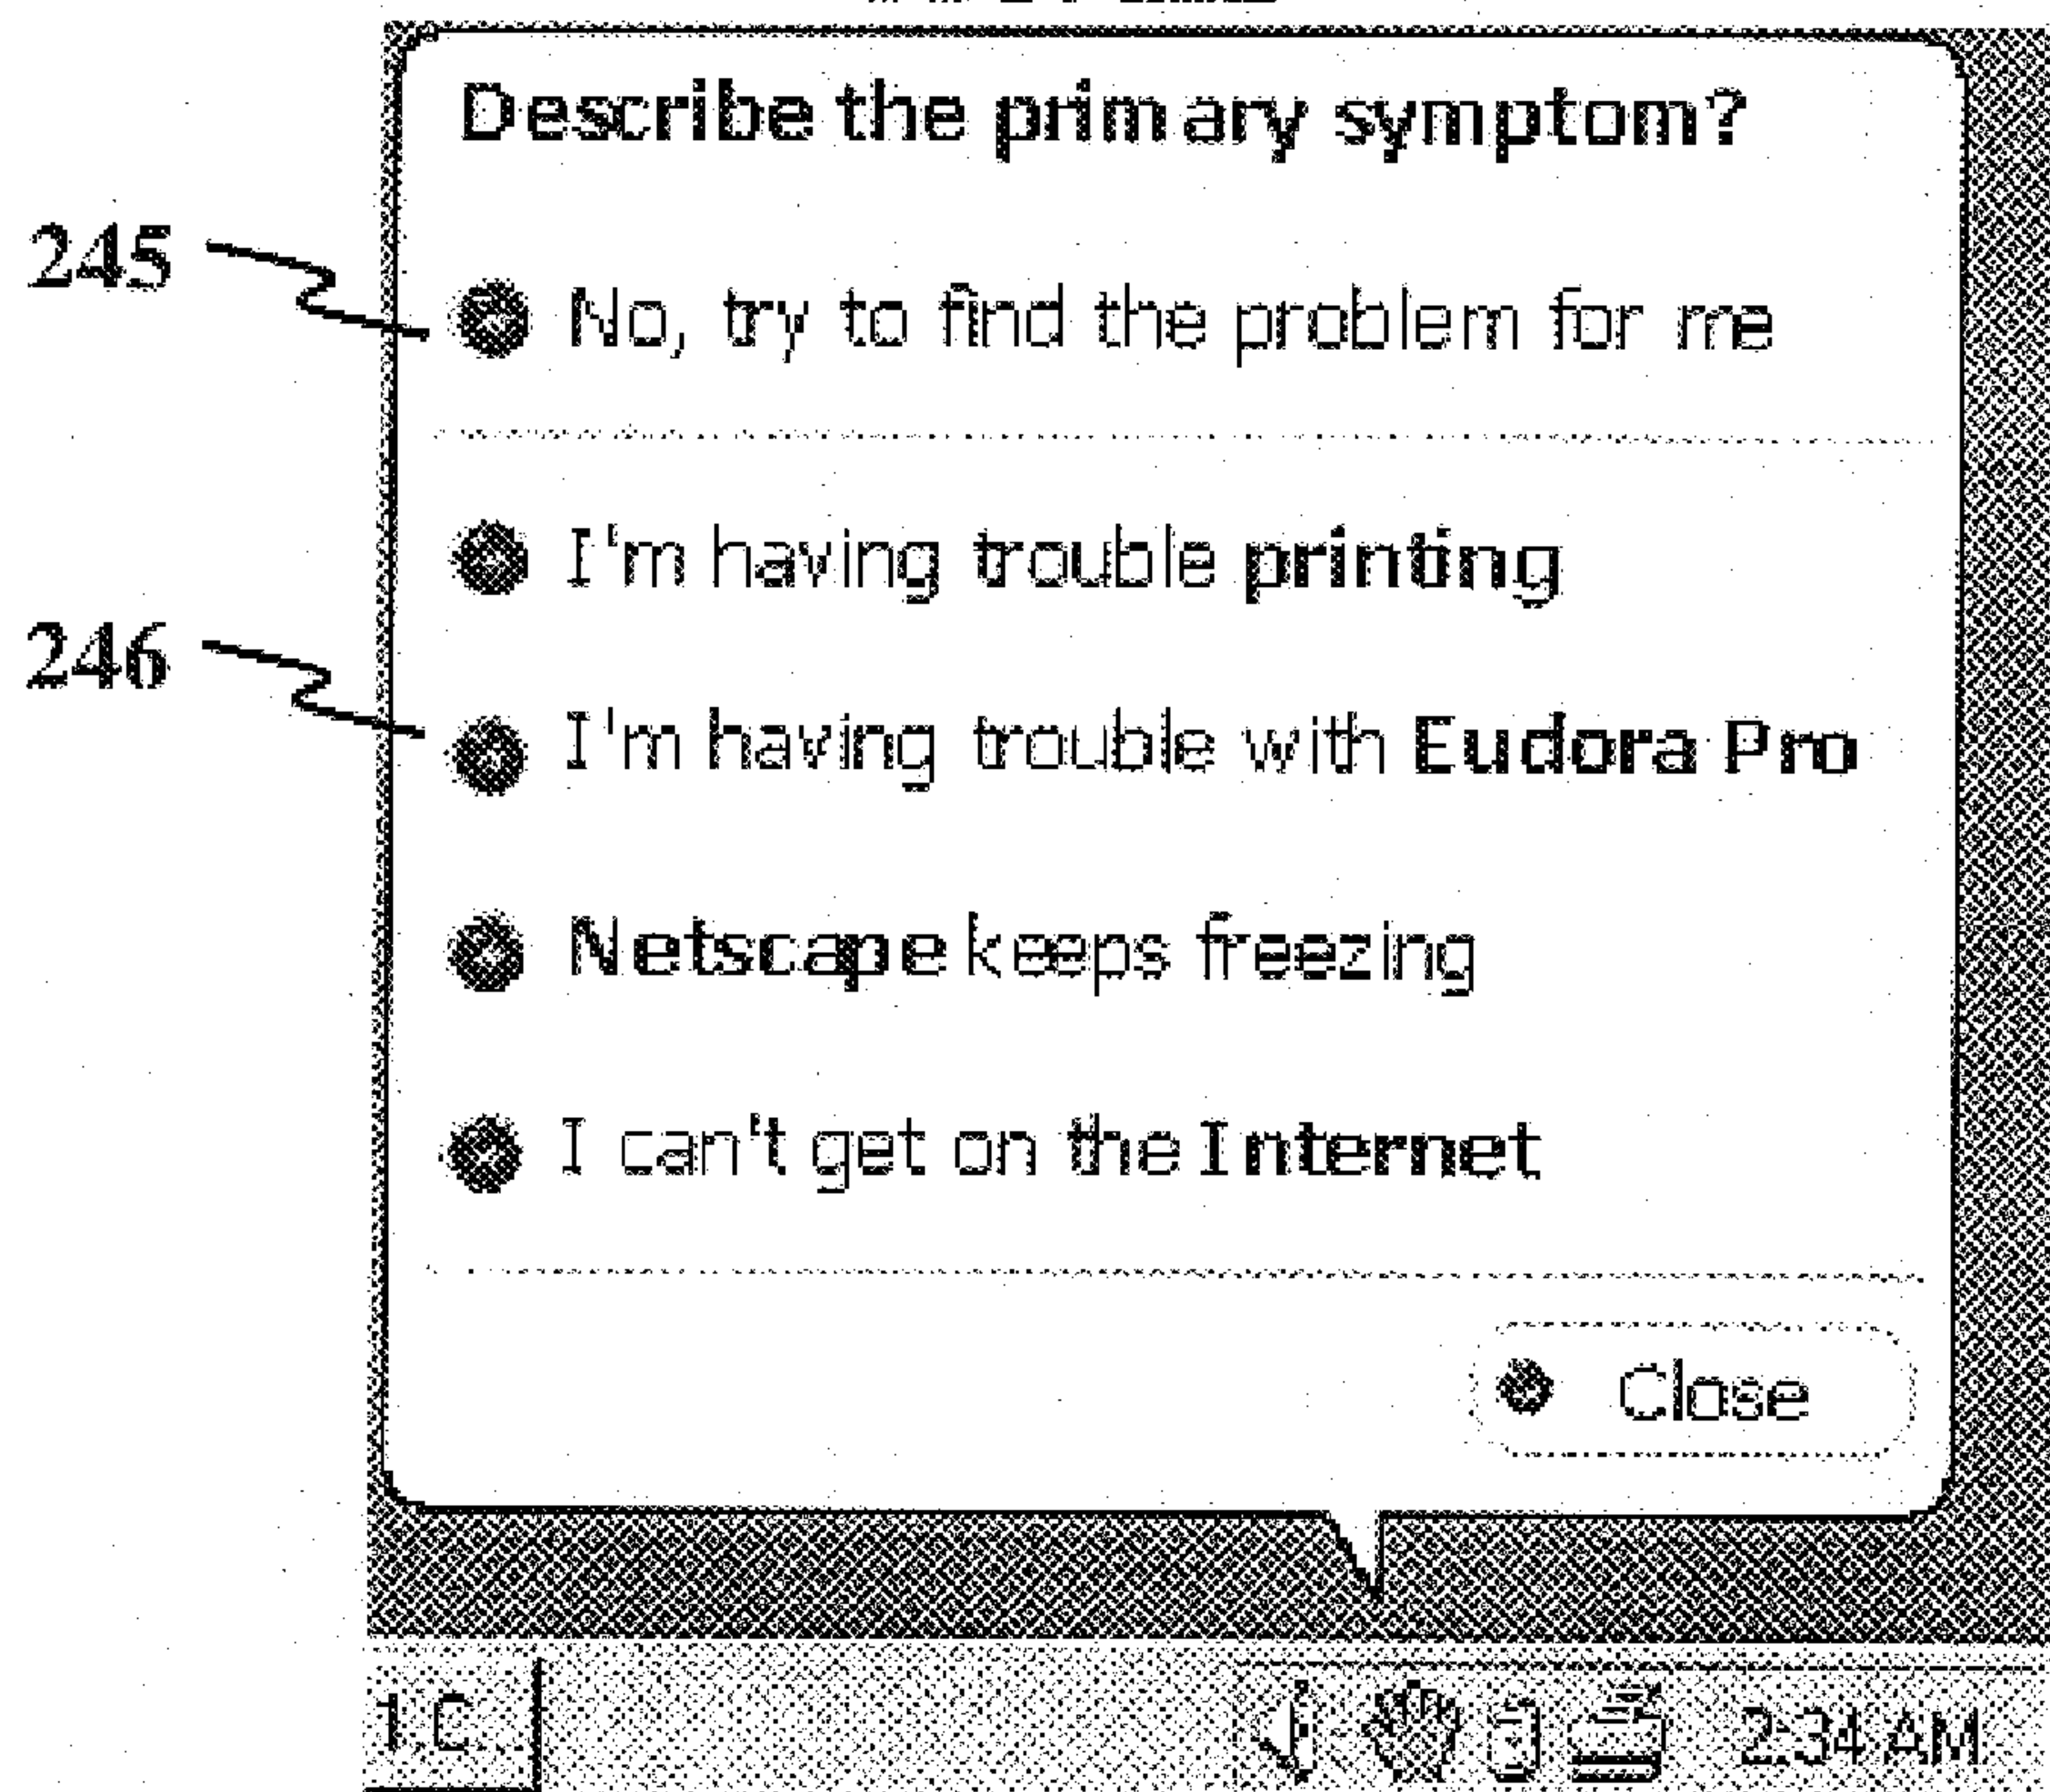 Describe the primary symptom?
245
No, try to find the problem for me
I'm having trouble printing
246
I'm having trouble with Eudora Pro
Netscape keeps freezing
I can't get on the Internet
Close
2:34 AM